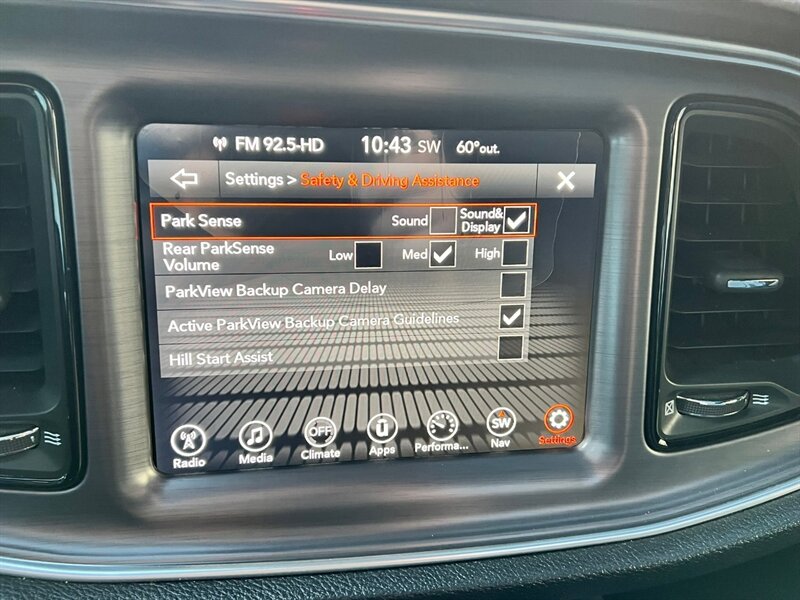 FM 92.5-HD 10:43 SW 60°out.
Settings > Safety & Driving Assistance
Park Sense Sound Sound&
Display
Rear ParkSense
Volume Low Med High
ParkView Backup Camera Delay
Active ParkView Backup Camera Guidelines
Hill Start Assist
OFF SW
Radio Media Climate Apps Performa... Nav Settings